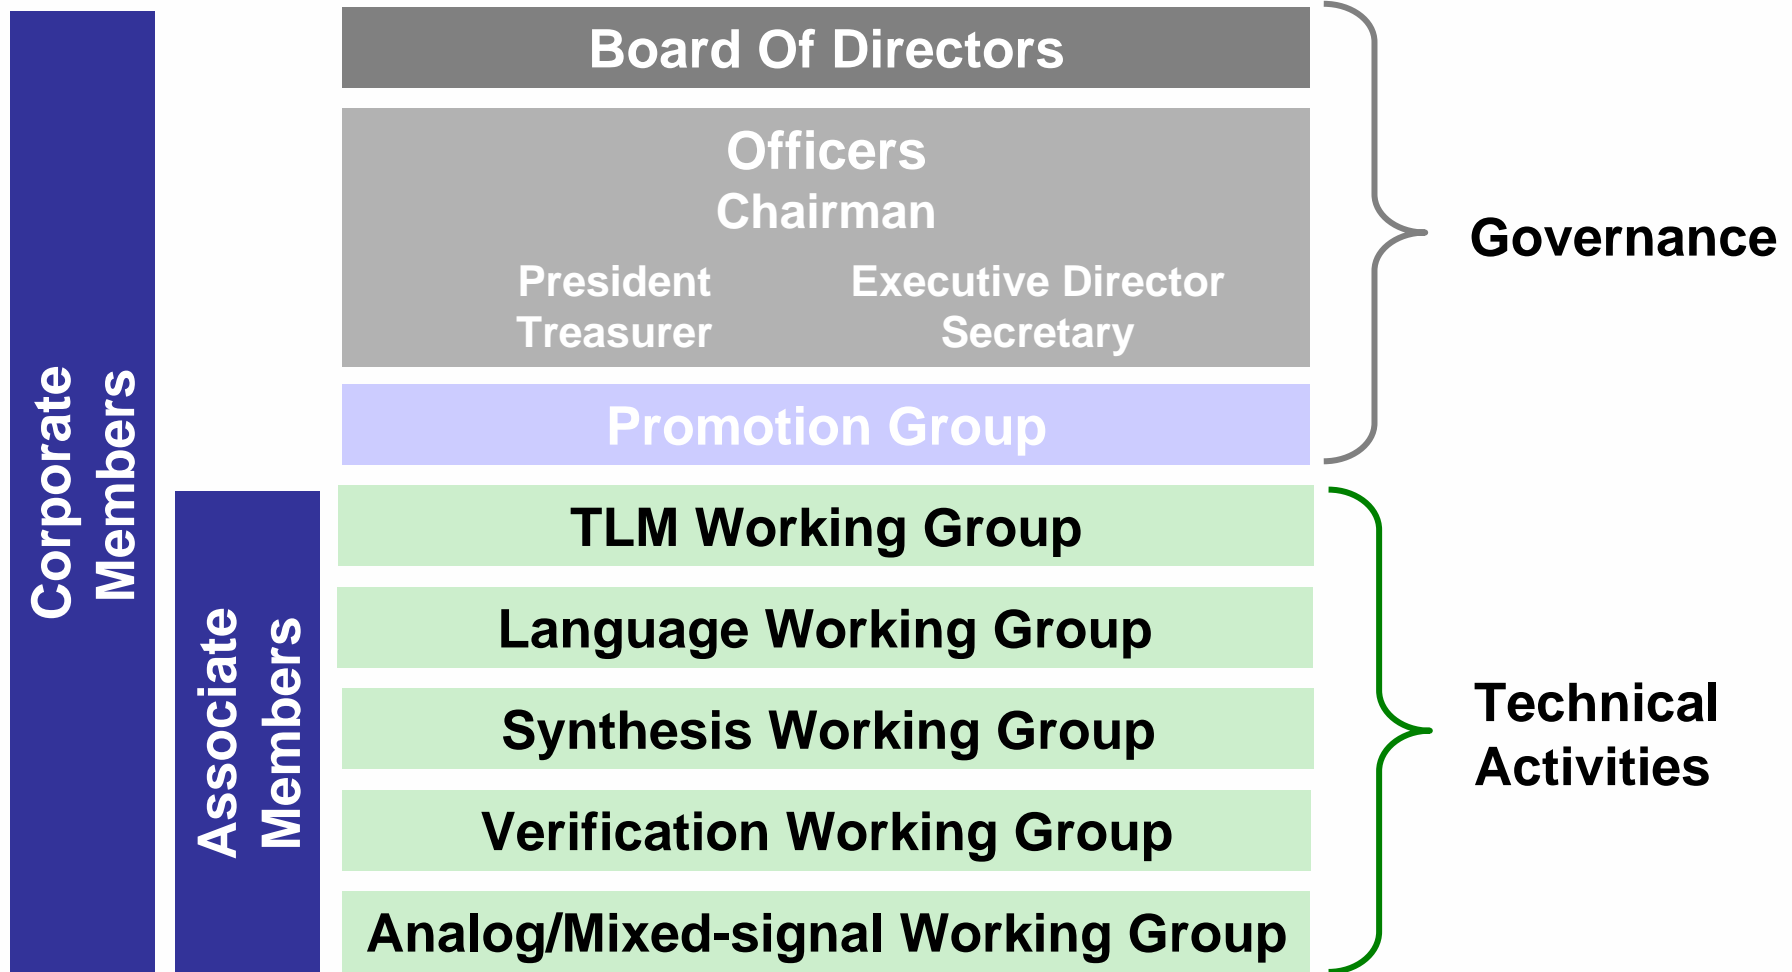 Corporate
Members
Associate
Members
Board Of Directors
Officers
Chairman
President Executive Director
Treasurer Secretary
Promotion Group
TLM Working Group
Language Working Group
Synthesis Working Group
Verification Working Group
Analog/Mixed-signal Working Group
Governance
Technical
Activities